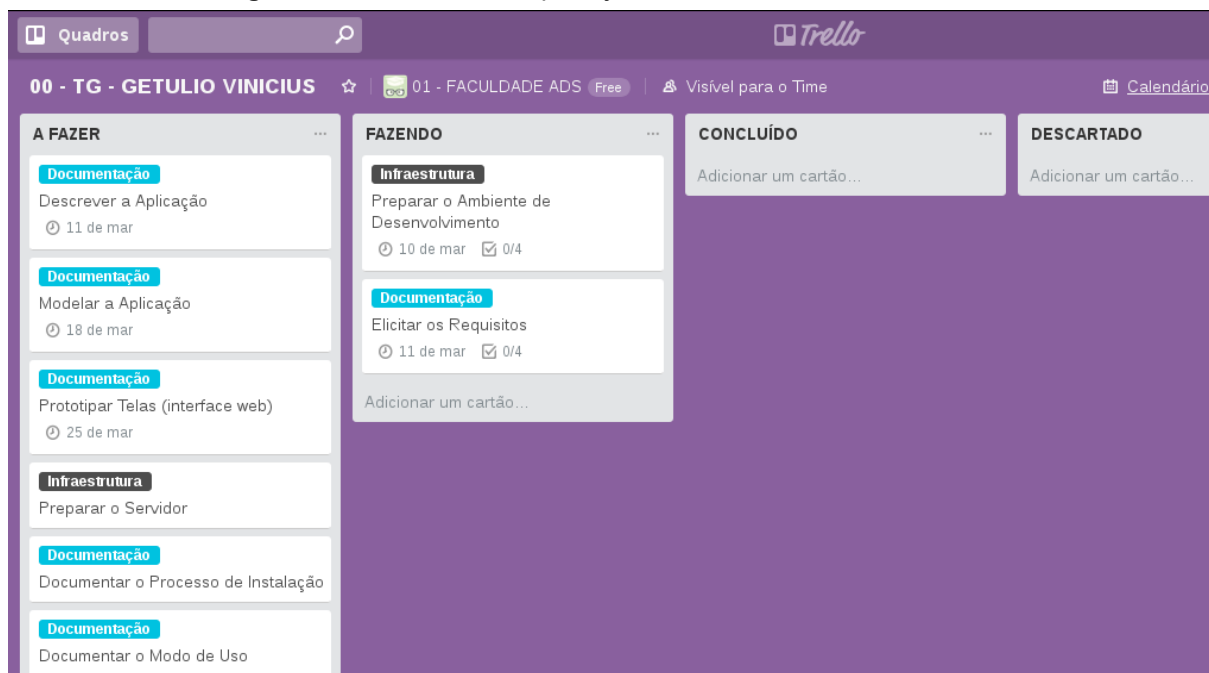 Quadros
Trello
00 - TG - GETULIO VINICIUS
01 - FACULDADE ADS Free
Visível para o Time
Calendário
A FAZER
Documentação
Descrever a Aplicação
11 de mar
Documentação
Modelar a Aplicação
18 de mar
Documentação
Prototipar Telas (interface web)
25 de mar
Infraestrutura
Preparar o Servidor
Documentação
Documentar o Processo de Instalação
Documentação
Documentar o Modo de Uso
FAZENDO
Infraestrutura
Preparar o Ambiente de
Desenvolvimento
10 de mar 0/4
Documentação
Elicitar os Requisitos
11 de mar 0/4
Adicionar um cartão...
CONCLUÍDO
Adicionar um cartão...
DESCARTADO
Adicionar um cartão...